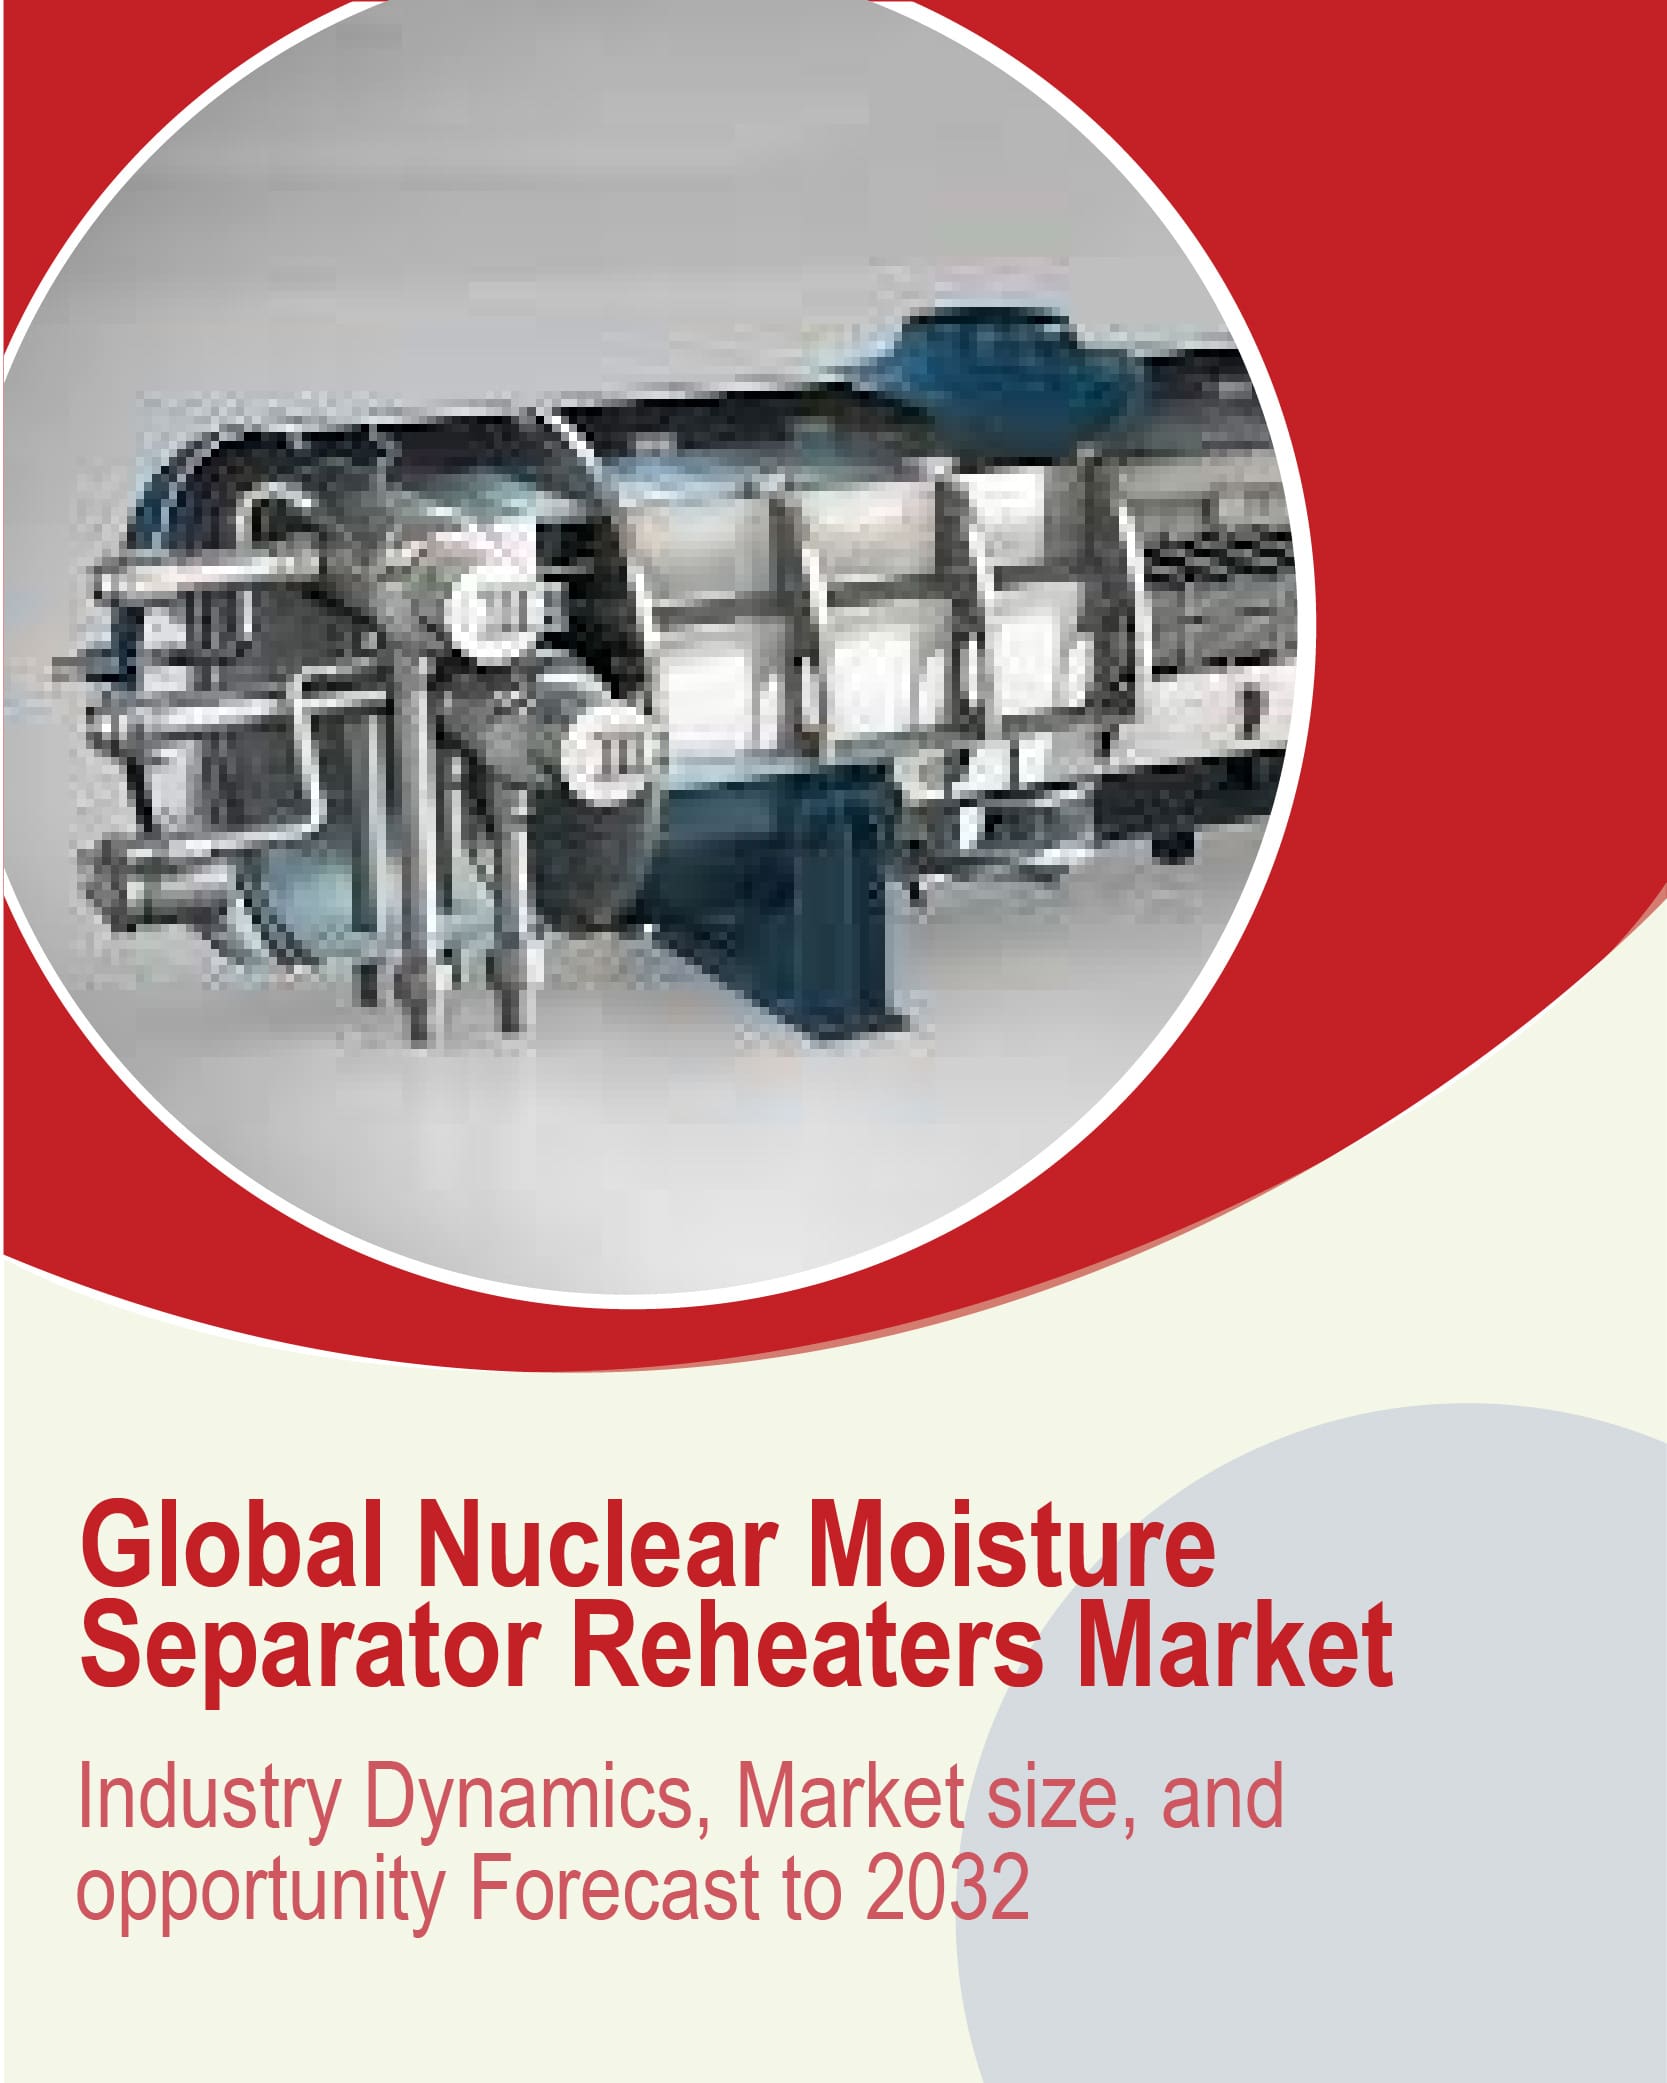 Global Nuclear Moisture
Separator Reheaters Market
Industry Dynamics, Market size, and
opportunity Forecast to 2032